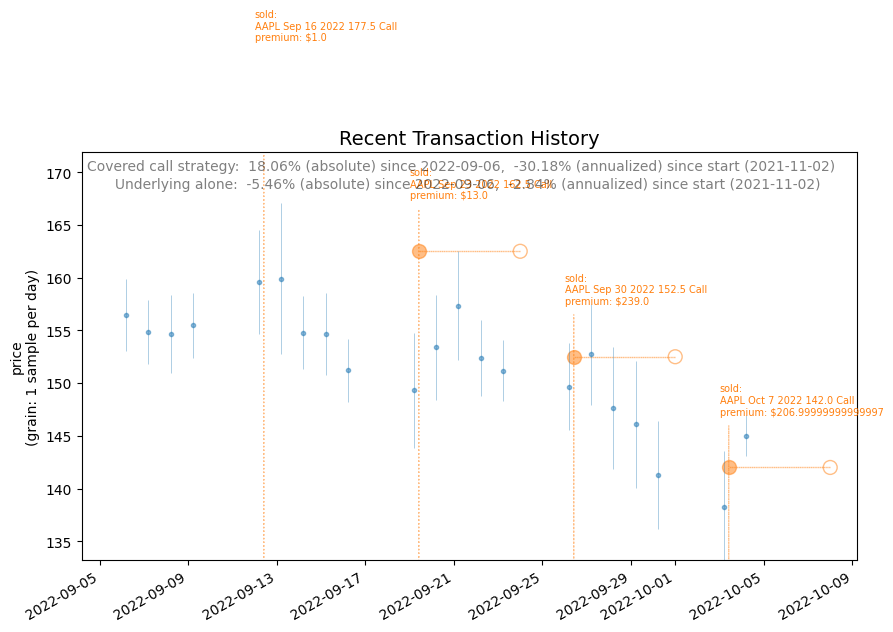 sold:
AAPL Sep 16 2022 177.5 Call
premium: $1.0
Recent Transaction History
Covered call strategy:  18.06% (absolute) since 2022-09-06,  -30.18% (annualized) since start (2021-11-02)
Underlying alone:  -5.46% (absolute) since 2022-09-06,  -2.84% (annualized) since start (2021-11-02)
sold:
AAPL Sep 23 2022 162.5 Call
premium: $13.0
sold:
AAPL Sep 30 2022 152.5 Call
premium: $239.0
sold:
AAPL Oct 7 2022 142.0 Call
premium: $206.99999999999997
price
(grain: 1 sample per day)
170
165
160
155
150
145
140
135
2022-09-05
2022-09-09
2022-09-13
2022-09-17
2022-09-21
2022-09-25
2022-09-29
2022-10-01
2022-10-05
2022-10-09